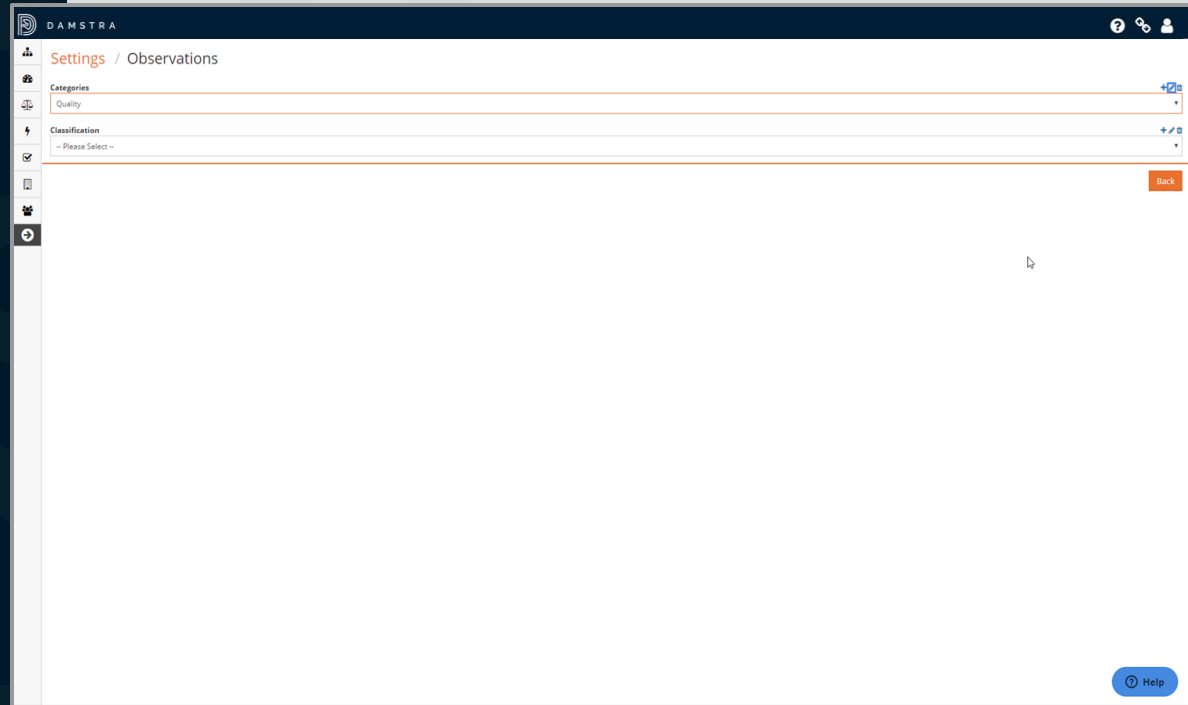 DAMSTRA
Settings / Observations
Categories
Quality
Classification
-- Please Select --
Back
Help